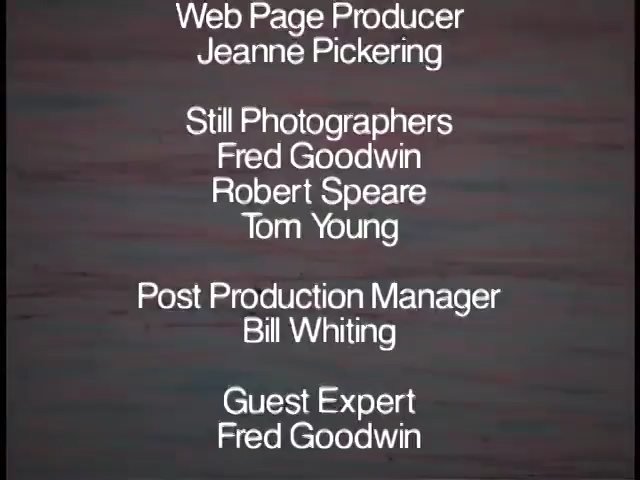 Web Page Producer
Jeanne Pickering
Still Photographers
Fred Goodwin
Robert Speare
Tom Young
Post Production Manager
Bill Whiting
Guest Expert
Fred Goodwin